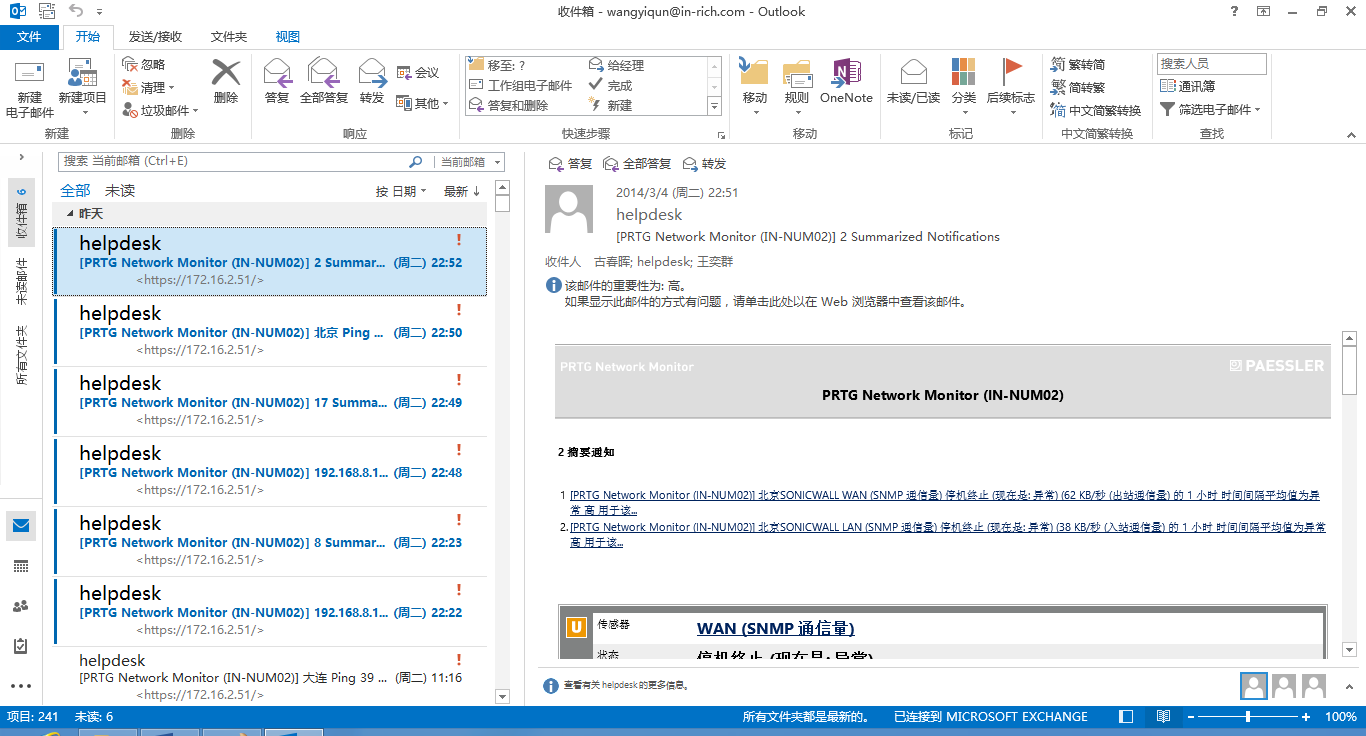 收件箱 - wangyiqun@in-rich.com - Outlook
文件 开始 发送/接收 文件夹 视图
新建
电子邮件
新建项目
新建
忽略
清理
垃圾邮件
删除
删除
答复
全部答复
转发
会议
其他
响应
移至: ?
工作组电子邮件
答复和删除
给经理
完成
新建
快速步骤
移动
规则
OneNote
移动
未读/已读
分类
后续标志
标记
繁转简
简转繁
中文简繁转换
中文简繁转换
搜索人员
通讯簿
筛选电子邮件
查找
收件箱 6
未读邮件
所有文件夹
搜索 当前邮箱 (Ctrl+E) 当前邮箱
全部 未读 按 日期 最新 ↓
昨天
helpdesk !
[PRTG Network Monitor (IN-NUM02)] 2 Summar... (周二) 22:52
<https://172.16.2.51/>
helpdesk !
[PRTG Network Monitor (IN-NUM02)] 北京 Ping ... (周二) 22:50
<https://172.16.2.51/>
helpdesk !
[PRTG Network Monitor (IN-NUM02)] 17 Summa... (周二) 22:49
<https://172.16.2.51/>
helpdesk !
[PRTG Network Monitor (IN-NUM02)] 192.168.8.1... (周二) 22:48
<https://172.16.2.51/>
helpdesk !
[PRTG Network Monitor (IN-NUM02)] 8 Summar... (周二) 22:23
<https://172.16.2.51/>
helpdesk !
[PRTG Network Monitor (IN-NUM02)] 192.168.8.1... (周二) 22:22
<https://172.16.2.51/>
helpdesk !
[PRTG Network Monitor (IN-NUM02)] 大连 Ping 39 ... (周二) 11:16
<https://172.16.2.51/>
答复 全部答复 转发
2014/3/4 (周二) 22:51
helpdesk
[PRTG Network Monitor (IN-NUM02)] 2 Summarized Notifications
收件人 古春晖; helpdesk; 王奕群
该邮件的重要性为: 高。
如果显示此邮件的方式有问题，请单击此处以在 Web 浏览器中查看该邮件。
PRTG Network Monitor PAESSLER
PRTG Network Monitor (IN-NUM02)
2 摘要通知
1 [PRTG Network Monitor (IN-NUM02)] 北京SONICWALL WAN (SNMP 通信量) 停机终止 (现在是: 异常) (62 KB/秒 (出站通信量) 的 1 小时 时间间隔平均值为异
常 高 用于该...
2. [PRTG Network Monitor (IN-NUM02)] 北京SONICWALL LAN (SNMP 通信量) 停机终止 (现在是: 异常) (38 KB/秒 (入站通信量) 的 1 小时 时间间隔平均值为异常
高 用于该...
U 传感器 WAN (SNMP 通信量)
状态 停机终止 (现在是: 异常)
查看有关 helpdesk 的更多信息。
项目: 241 未读: 6 所有文件夹都是最新的。 已连接到 MICROSOFT EXCHANGE 100%